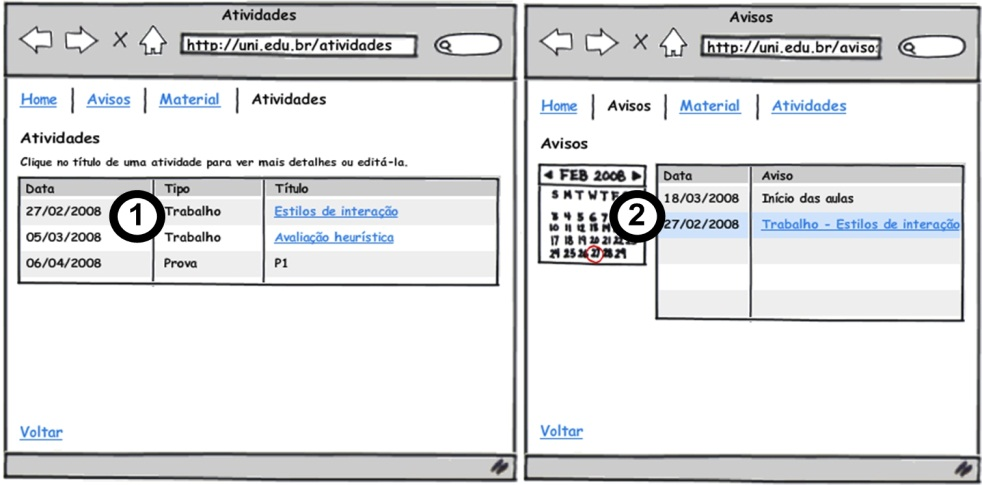 Atividades
http://uni.edu.br/atividades
Home | Avisos | Material | Atividades
Atividades
Clique no título de uma atividade para ver mais detalhes ou editá-la.
Data Tipo Título
27/02/2008 Trabalho Estilos de interação
05/03/2008 Trabalho Avaliação heurística
06/04/2008 Prova P1
1
Voltar
Avisos
http://uni.edu.br/aviso
Home | Avisos | Material | Atividades
Avisos
FEB 2008
S M T W T F
3 4 5 6 7
10 11 12 13 14
17 18 19 20 21 22
24 25 26 27 28 29
2
Data Aviso
18/03/2008 Início das aulas
27/02/2008 Trabalho - Estilos de interação
Voltar